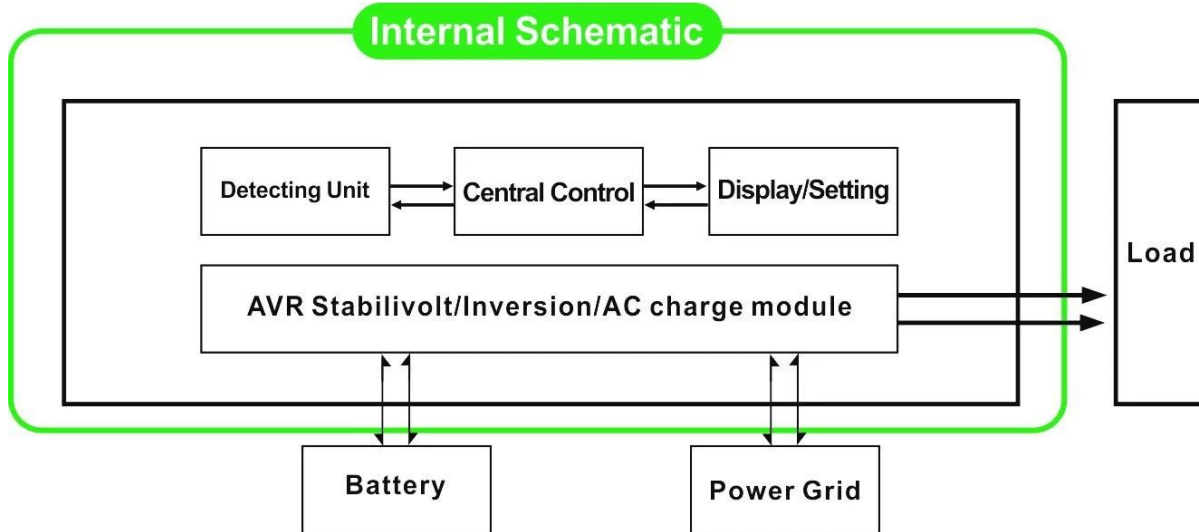 Internal Schematic
Detecting Unit
Central Control
Display/Setting
Load
AVR Stabilivolt/Inversion/AC charge module
Battery
Power Grid